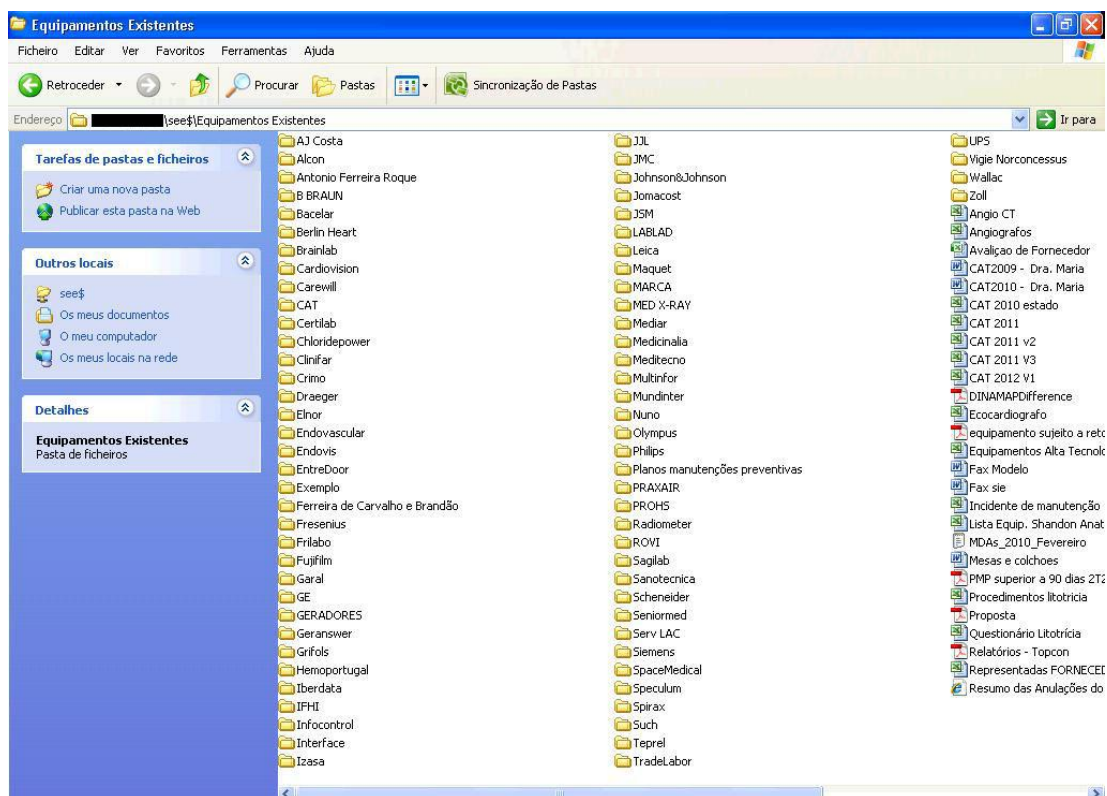 Equipamentos Existentes
Ficheiro Editar Ver Favoritos Ferramentas Ajuda
Retroceder Procurar Pastas Sincronização de Pastas
Endereço \see$\Equipamentos Existentes Ir para
Tarefas de pastas e ficheiros
Criar uma nova pasta
Publicar esta pasta na Web
Outros locais
see$
Os meus documentos
O meu computador
Os meus locais na rede
Detalhes
Equipamentos Existentes
Pasta de ficheiros
AJ Costa
Alcon
Antonio Ferreira Roque
B BRAUN
Bacelar
Berlin Heart
Brainlab
Cardiovision
Carewill
CAT
Certilab
Chloridepower
Clinifar
Crimo
Draeger
Elnor
Endovascular
Endovis
EntreDoor
Exemplo
Ferreira de Carvalho e Brandão
Fresenius
Frilabo
Fujifilm
Garal
GE
GERADORES
Geranswer
Grifols
Hemoportugal
Iberdata
IFHI
Infocontrol
Interface
Izasa
JJL
JMC
Johnson&Johnson
Jomacost
JSM
LABLAD
Leica
Maquet
MARCA
MED X-RAY
Mediar
Medicinalia
Meditecno
Multinfor
Mundinter
Nuno
Olympus
Philips
Planos manutenções preventivas
PRAXAIR
PROHS
Radiometer
ROVI
Sagilab
Sanotecnica
Scheneider
Seniormed
Serv LAC
Siemens
SpaceMedical
Speculum
Spirax
Such
Teprel
TradeLabor
UPS
Vigie Norconcessus
Wallac
Zoll
Angio CT
Angiografos
Avaliçao de Fornecedor
CAT2009 - Dra. Maria
CAT2010 - Dra. Maria
CAT 2010 estado
CAT 2011
CAT 2011 v2
CAT 2011 V3
CAT 2012 V1
DINAMAPDifference
Ecocardiografo
equipamento sujeito a reto
Equipamentos Alta Tecnolo
Fax Modelo
Fax sie
Incidente de manutenção
Lista Equip. Shandon Anat
MDAs_2010_Fevereiro
Mesas e colchoes
PMP superior a 90 dias 2T2
Procedimentos litotricia
Proposta
Questionário Litotrícia
Relatórios - Topcon
Representadas FORNECED
Resumo das Anulações do